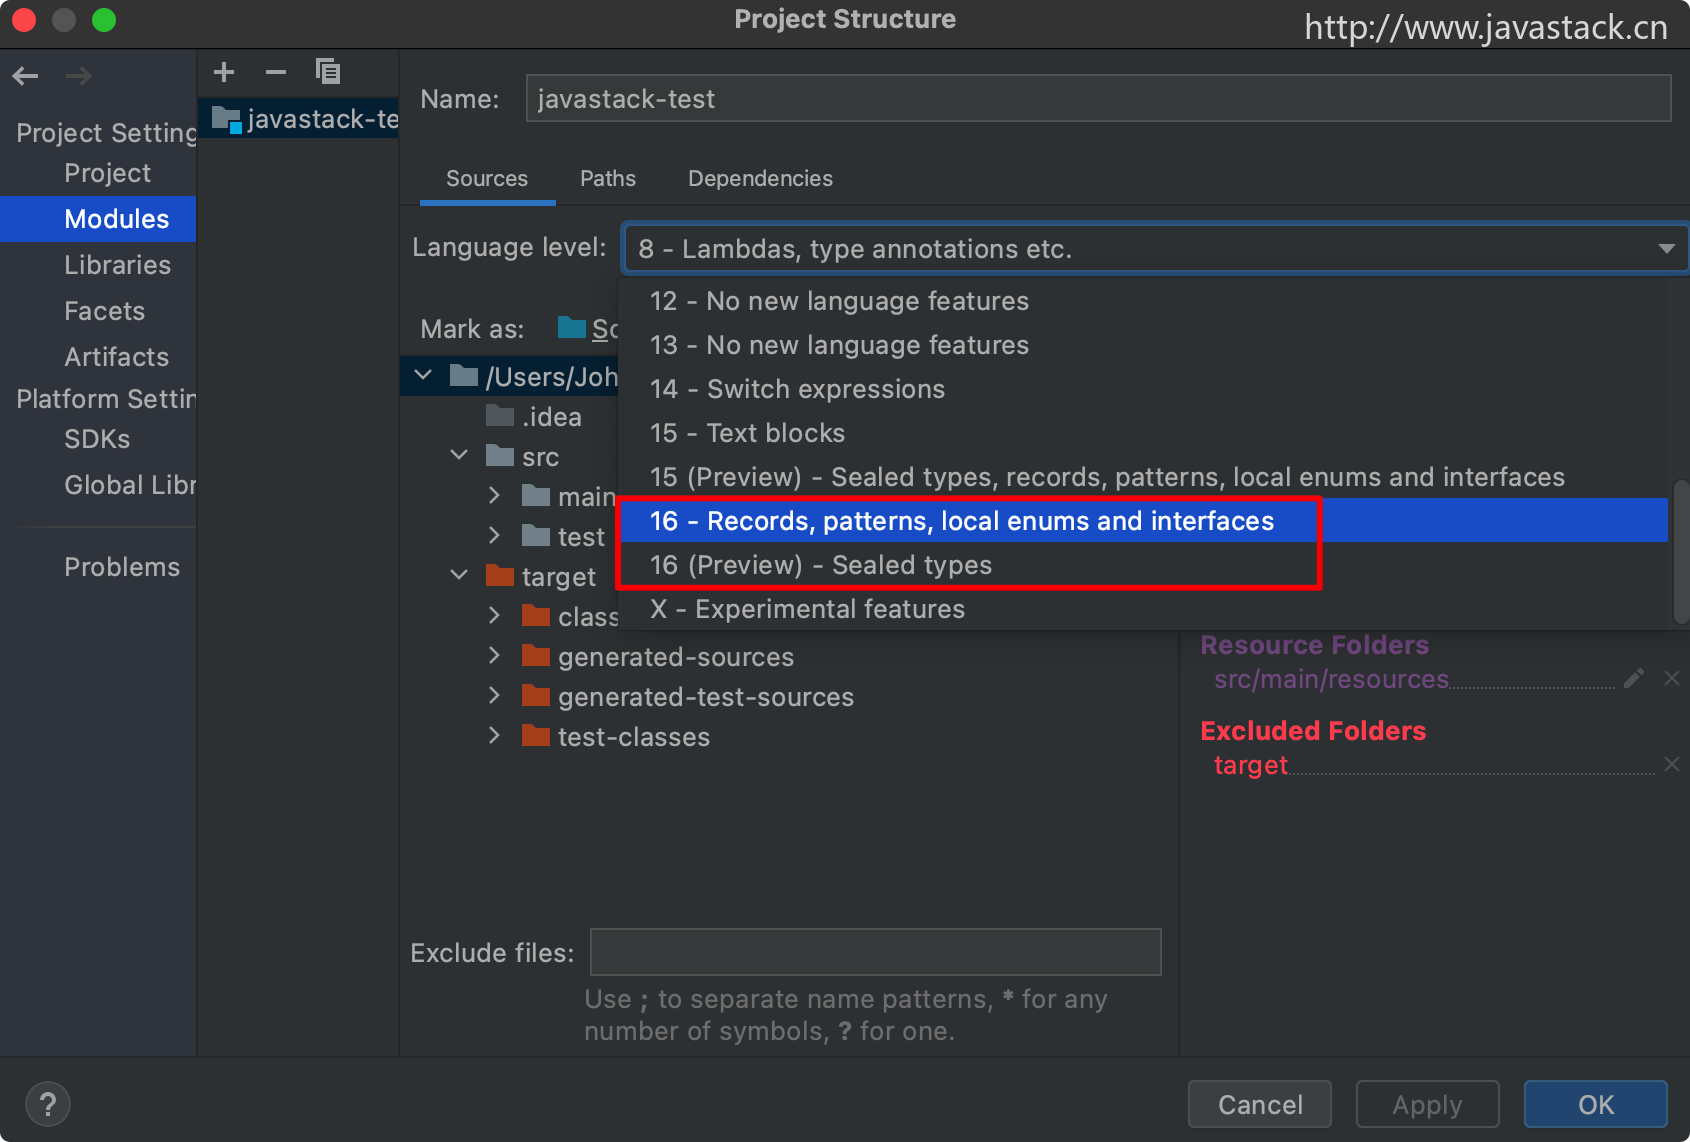 Project Structure
http://www.javastack.cn
Project Setting
Project
Modules
Libraries
Facets
Artifacts
Platform Settin
SDKs
Global Libr
Problems
javastack-te
Name: javastack-test
Sources Paths Dependencies
Language level: 8 - Lambdas, type annotations etc.
12 - No new language features
13 - No new language features
14 - Switch expressions
15 - Text blocks
15 (Preview) - Sealed types, records, patterns, local enums and interfaces
16 - Records, patterns, local enums and interfaces
16 (Preview) - Sealed types
X - Experimental features
Mark as: So
/Users/Joh
.idea
src
main
test
target
class
generated-sources
generated-test-sources
test-classes
Resource Folders
src/main/resources
Excluded Folders
target
Exclude files:
Use ; to separate name patterns, * for any
number of symbols, ? for one.
?
Cancel Apply OK